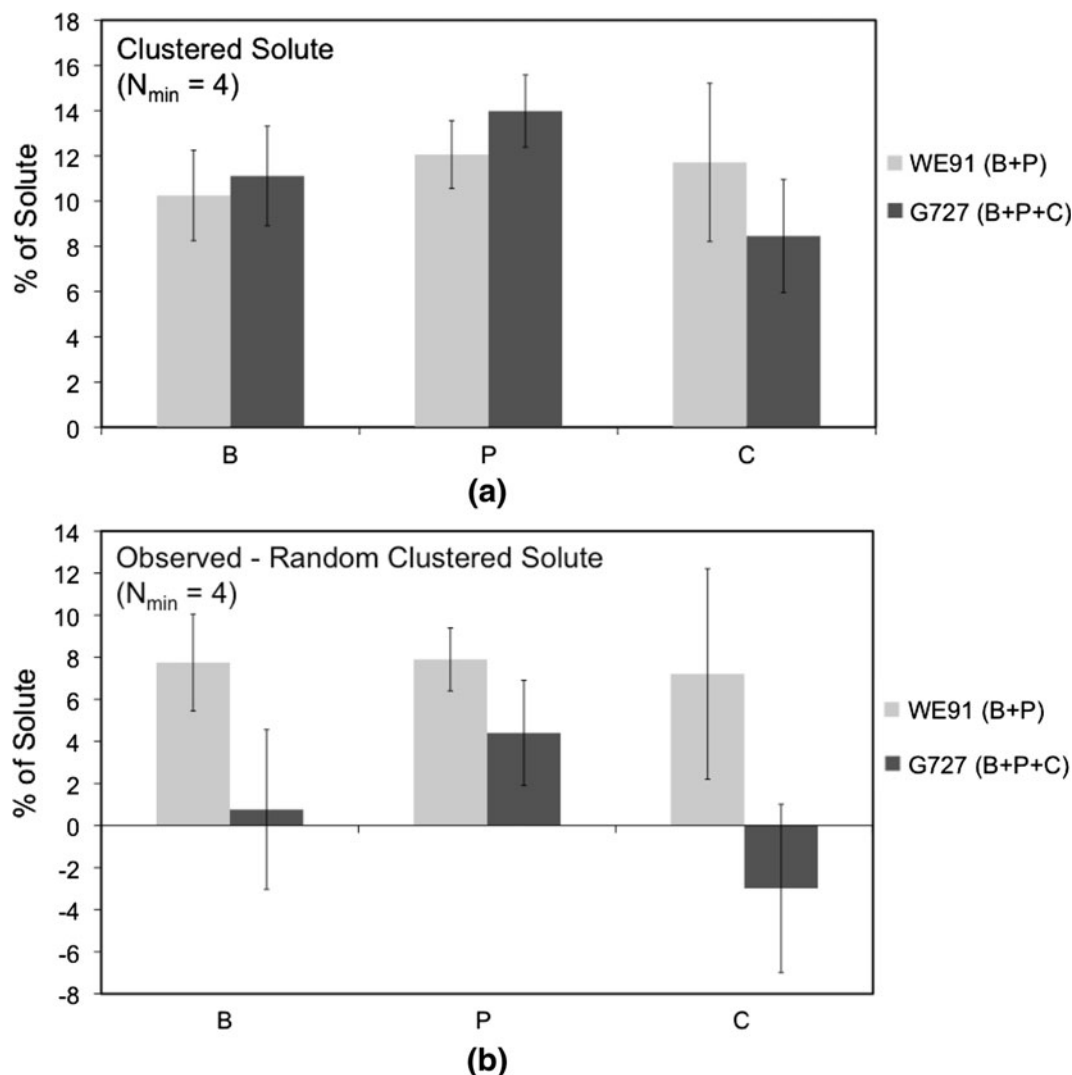 18
16
14
12
10
8
6
4
2
0
% of Solute
Clustered Solute
(Nmin = 4)
B P C
WE91 (B+P)
G727 (B+P+C)
(a)
14
12
10
8
6
4
2
0
-2
-4
-6
-8
% of Solute
Observed - Random Clustered Solute
(Nmin = 4)
B P C
WE91 (B+P)
G727 (B+P+C)
(b)